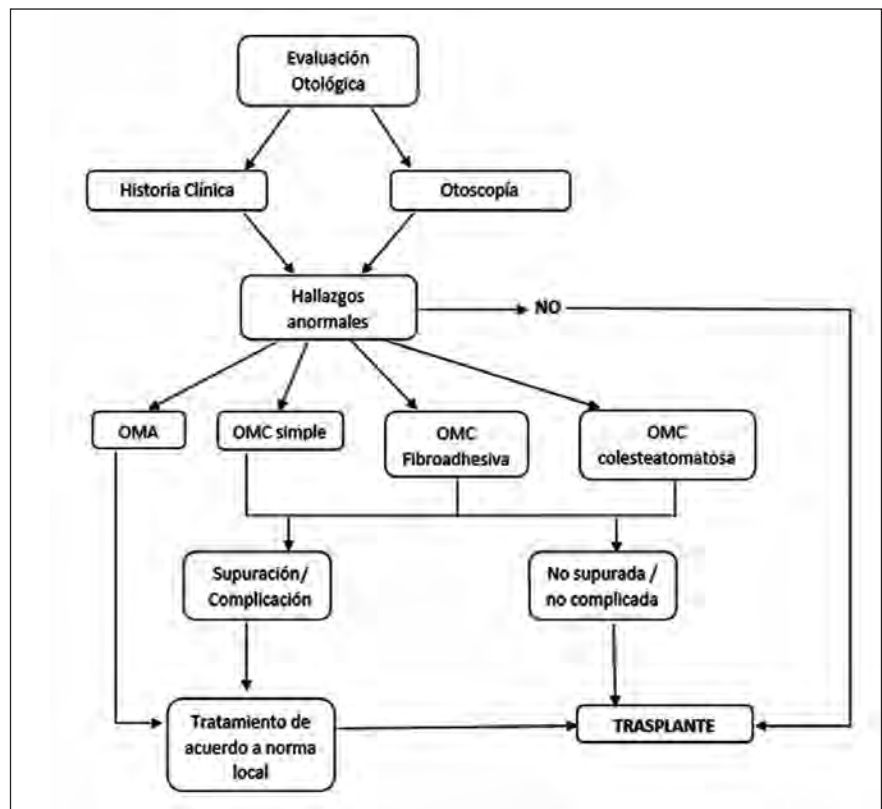 Evaluación
Otológica
Historia Clínica
Otoscopía
Hallazgos
anormales
NO
OMA
OMC simple
OMC
Fibroadhesiva
OMC
colesteatomatosa
Supuración/
Complicación
No supurada /
no complicada
Tratamiento de
acuerdo a norma
local
TRASPLANTE